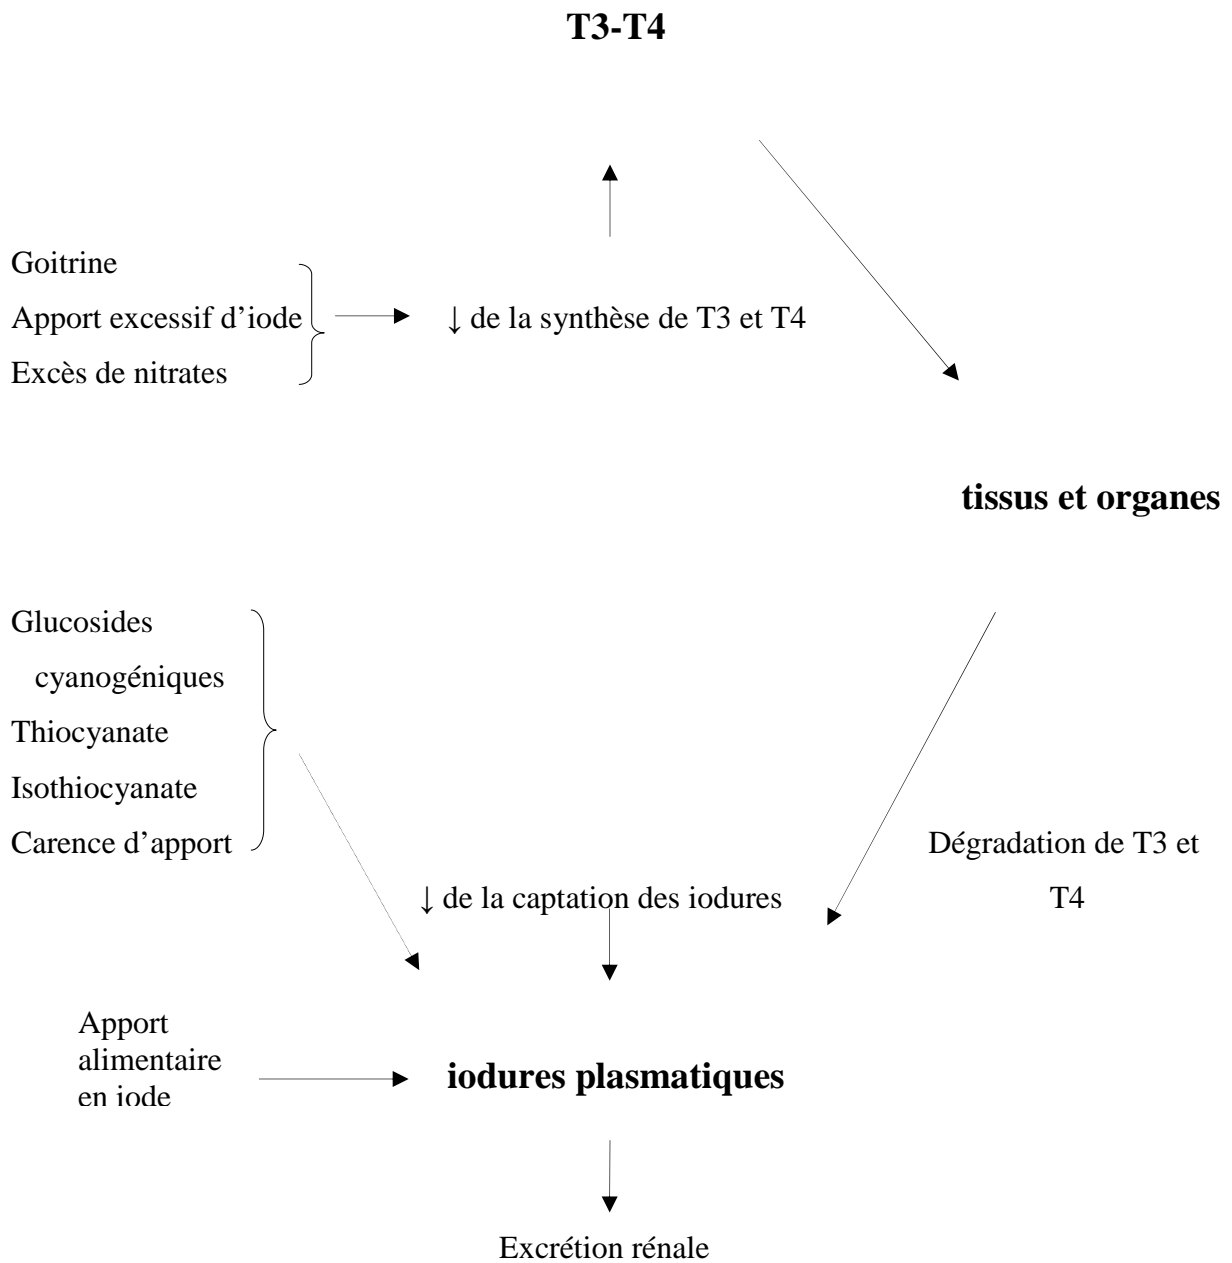 T3-T4
Goitrine
Apport excessif d’iode
Excès de nitrates
↓ de la synthèse de T3 et T4
tissus et organes
Glucosides
cyanogéniques
Thiocyanate
Isothiocyanate
Carence d’apport
Dégradation de T3 et
T4
↓ de la captation des iodures
Apport
alimentaire
en iode
iodures plasmatiques
Excrétion rénale